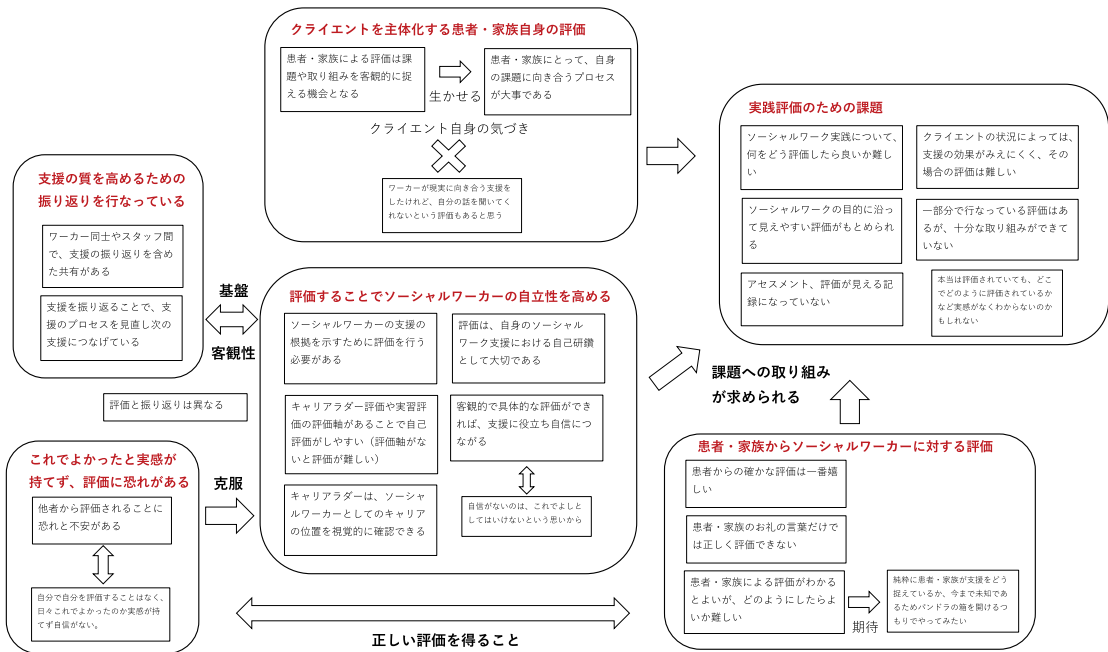 クライエントを主体化する患者・家族自身の評価
患者・家族による評価は課
題や取り組みを客観的に捉
える機会となる
生かせる
患者・家族にとって、自身
の課題に向き合うプロセス
が大事である
クライエント自身の気づき
ワーカーが現実に向き合う支援を
したけれど、自分の話を聞いてく
れないという評価もあると思う
実践評価のための課題
ソーシャルワーク実践について、
何をどう評価したら良いか難し
い
クライエントの状況によっては、
支援の効果がみえにくく、その
場合の評価は難しい
ソーシャルワークの目的に沿っ
て見えやすい評価がもとめられ
る
一部分で行なっている評価はあ
るが、十分な取り組みができて
いない
アセスメント、評価が見える記
録になっていない
本当は評価されていても、どこ
でどのように評価されているか
など実感がなくわからないのか
もしれない
支援の質を高めるための
振り返りを行なっている
ワーカー同士やスタッフ間
で、支援の振り返りを含め
た共有がある
支援を振り返ることで、支
援のプロセスを見直し次の
支援につなげている
基盤
客観性
評価と振り返りは異なる
評価することでソーシャルワーカーの自立性を高める
ソーシャルワーカーの支援の
根拠を示すために評価を行う
必要がある
評価は、自身のソーシャル
ワーク支援における自己研鑽
として大切である
キャリアラダー評価や実習評
価の評価軸があることで自己
評価がしやすい（評価軸がな
いと評価が難しい）
客観的で具体的な評価ができ
れば、支援に役立ち自信につ
ながる
キャリアラダーは、ソーシャ
ルワーカーとしてのキャリア
の位置を視覚的に確認できる
自信がないのは、これでよしと
してはいけないという思いから
これでよかったと実感が
持てず、評価に恐れがある
他者から評価されることに
恐れと不安がある
自分で自分を評価することはなく、
日々これでよかったのか実感が持
てず自信がない。
克服
課題への取り組み
が求められる
患者・家族からソーシャルワーカーに対する評価
患者からの確かな評価は一番嬉
しい
患者・家族のお礼の言葉だけで
は正しく評価できない
患者・家族による評価がわかる
とよいが、どのようにしたらよ
いか難しい
期待
純粋に患者・家族が支援をどう
捉えているか、今まで未知であ
るためパンドラの箱を開けるつ
もりでやってみたい
正しい評価を得ること